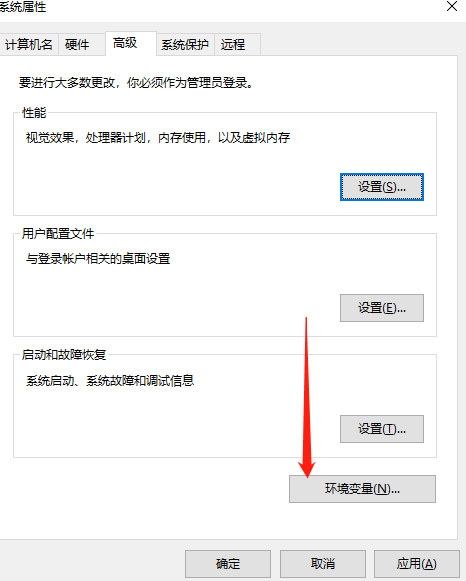 系统属性
计算机名 硬件 高级 系统保护 远程
要进行大多数更改，你必须作为管理员登录。
性能
视觉效果，处理器计划，内存使用，以及虚拟内存
设置(S)...
用户配置文件
与登录帐户相关的桌面设置
设置(E)...
启动和故障恢复
系统启动、系统故障和调试信息
设置(T)...
环境变量(N)...
确定 取消 应用(A)